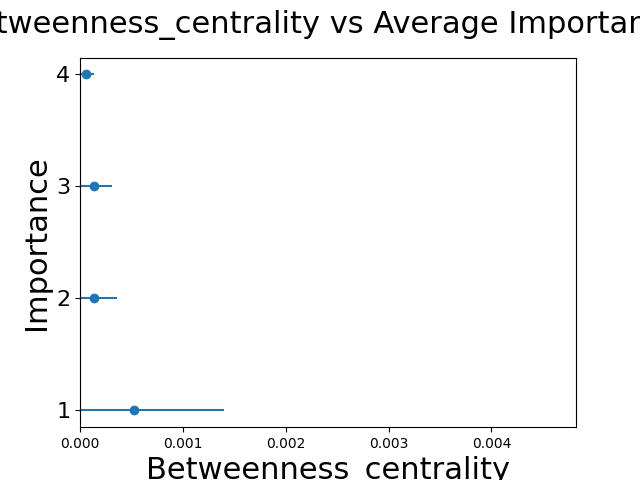 tweenness_centrality vs Average Importan
4
3
Importance
2
1
0.000 0.001 0.002 0.003 0.004
Betweenness_centrality